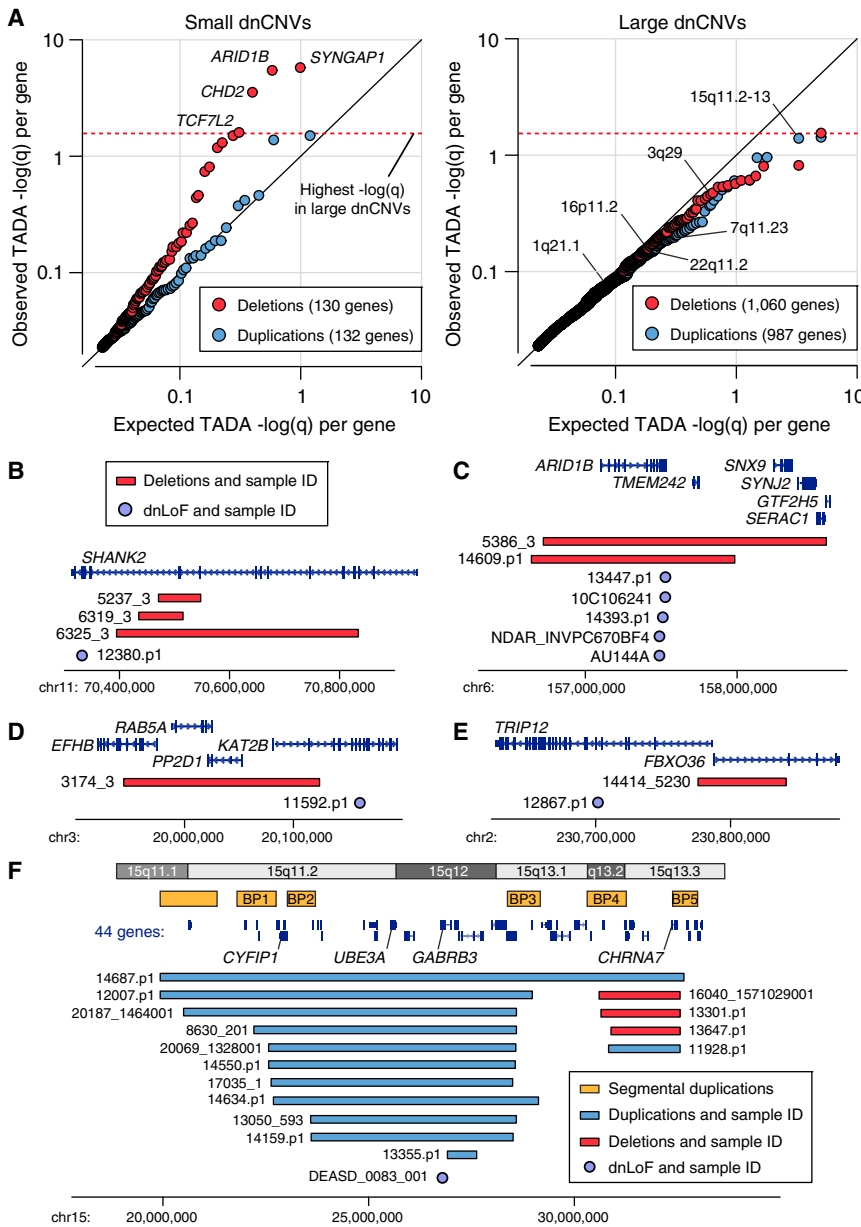 A
Small dnCNVs
Large dnCNVs
Observed TADA -log(q) per gene
10
1
0.1
ARID1B
SYNGAP1
CHD2
TCF7L2
Highest -log(q)
in large dnCNVs
Deletions (130 genes)
Duplications (132 genes)
0.1
1
10
Expected TADA -log(q) per gene
Observed TADA -log(q) per gene
10
1
0.1
15q11.2-13
3q29
16p11.2
7q11.23
1q21.1
22q11.2
Deletions (1,060 genes)
Duplications (987 genes)
0.1
1
10
Expected TADA -log(q) per gene
B
Deletions and sample ID
dnLoF and sample ID
SHANK2
5237_3
6319_3
6325_3
12380.p1
chr11: 70,400,000 70,600,000 70,800,000
C
ARID1B
SNX9
TMEM242
SYNJ2
GTF2H5
SERAC1
5386_3
14609.p1
13447.p1
10C106241
14393.p1
NDAR_INVPC670BF4
AU144A
chr6: 157,000,000 158,000,000
D
RAB5A
EFHB
KAT2B
PP2D1
3174_3
11592.p1
chr3: 20,000,000 20,100,000
E
TRIP12
FBXO36
14414_5230
12867.p1
chr2: 230,700,000 230,800,000
F
15q11.1 15q11.2 15q12 15q13.1 q13.2 15q13.3
BP1 BP2 BP3 BP4 BP5
44 genes:
CYFIP1 UBE3A GABRB3 CHRNA7
14687.p1
12007.p1 16040_1571029001
20187_1464001 13301.p1
8630_201 13647.p1
20069_1328001 11928.p1
14550.p1
17035_1
14634.p1
13050_593
14159.p1
13355.p1
DEASD_0083_001
Segmental duplications
Duplications and sample ID
Deletions and sample ID
dnLoF and sample ID
chr15: 20,000,000 25,000,000 30,000,000